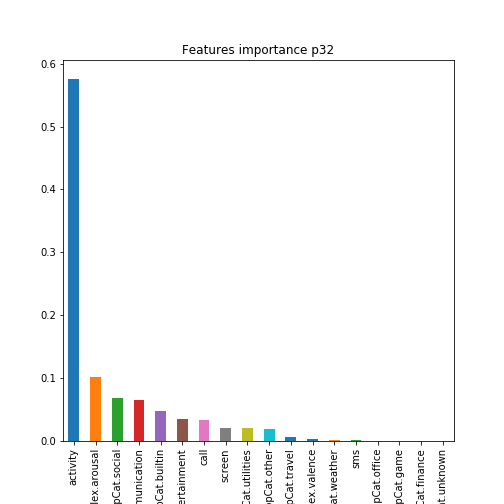 Features importance p32
0.6
0.5
0.4
0.3
0.2
0.1
0.0
activity
lex.arousal
pCat.social
munication
pCat.builtin
ertainment
call
screen
Cat.utilities
pCat.other
pCat.travel
ex.valence
at.weather
sms
pCat.office
pCat.game
Cat.finance
t.unknown